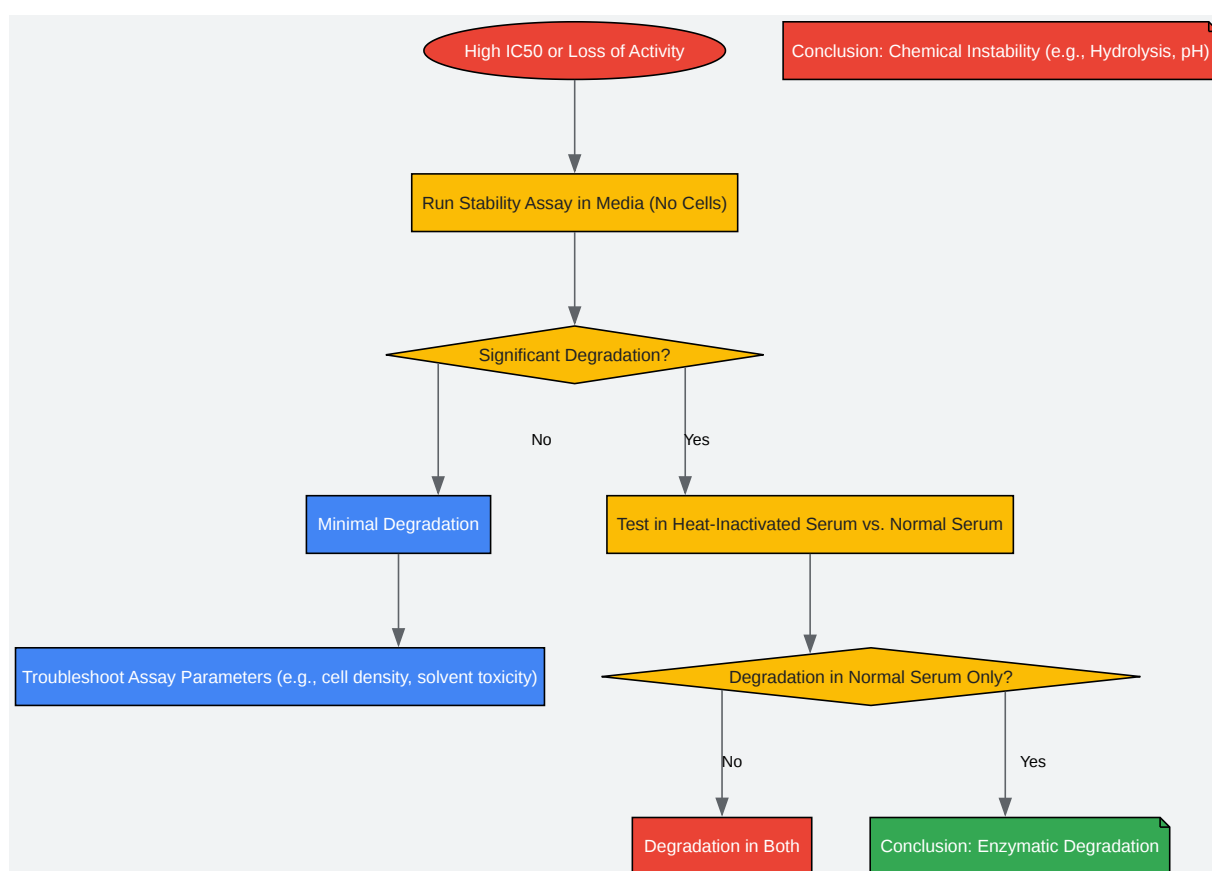 High IC50 or Loss of Activity
Conclusion: Chemical Instability (e.g., Hydrolysis, pH)
Run Stability Assay in Media (No Cells)
Significant Degradation?
No
Yes
Minimal Degradation
Test in Heat-Inactivated Serum vs. Normal Serum
Troubleshoot Assay Parameters (e.g., cell density, solvent toxicity)
Degradation in Normal Serum Only?
No
Yes
Degradation in Both
Conclusion: Enzymatic Degradation